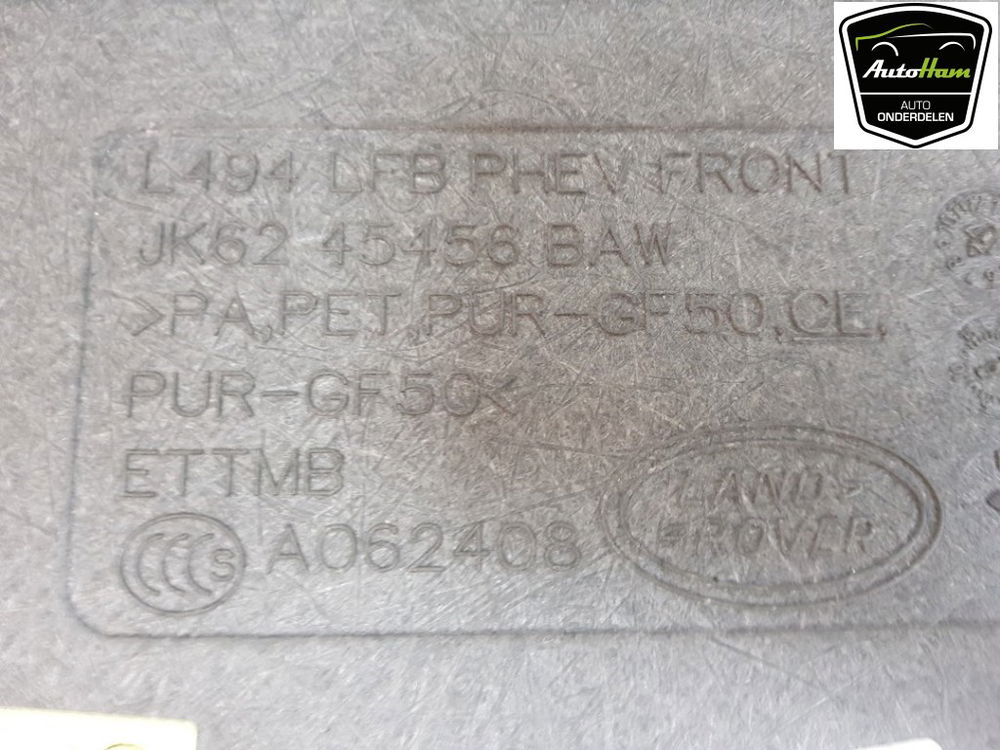 AutoHam
AUTO
ONDERDELEN
L494 LFB PHEV FRONT
JK62 45456 BAW
>PA,PET,PUR-GF50,CE,
PUR-GF50<
ETTMB
CCC S A062408
LAND-
-ROVER